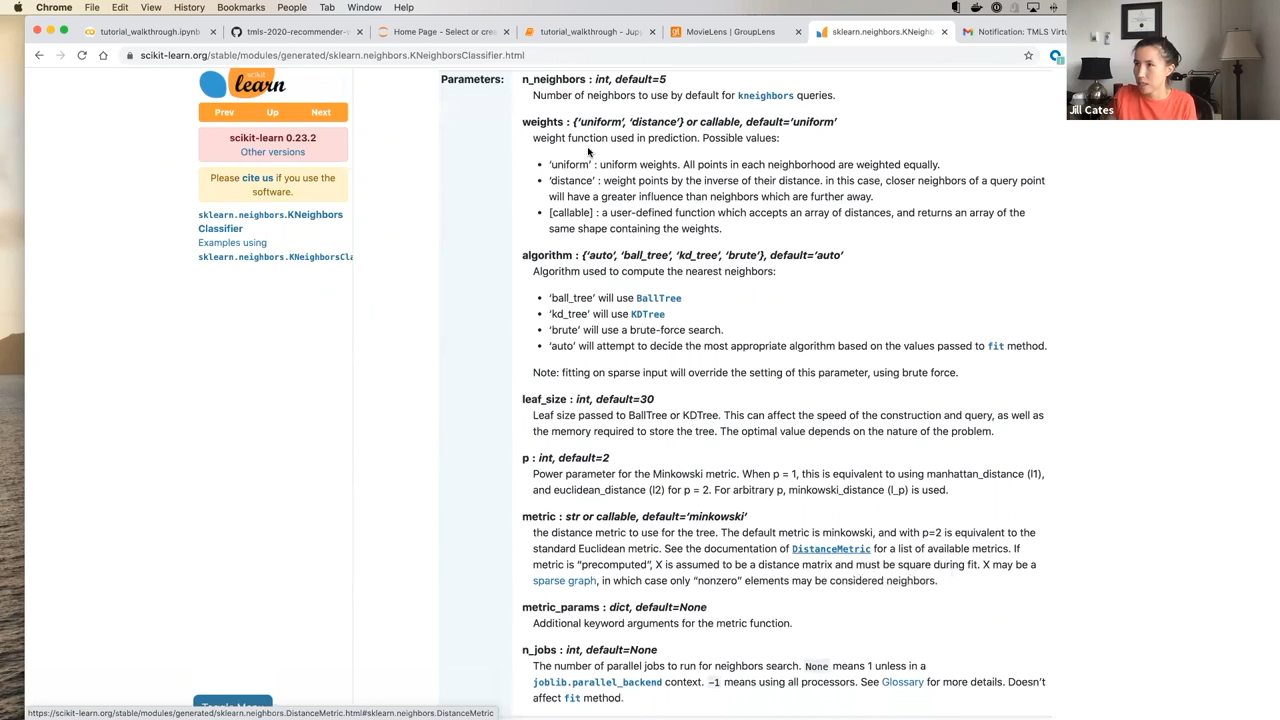 Chrome File Edit View History Bookmarks People Tab Window Help
tutorial_walkthrough.ipynb
tmls-2020-recommender-
Home Page - Select or cree
tutorial_walkthrough - Jup
MovieLens | GroupLens
sklearn.neighbors.KNeighbors
Notification: TMLS Virtu
scikit-learn.org/stable/modules/generated/sklearn.neighbors.KNeighborsClassifier.html
Jill Cates
scikit
learn
Prev Up Next
scikit-learn 0.23.2
Other versions
Please cite us if you use the
software.
sklearn.neighbors.KNeighbors
Classifier
Examples using
sklearn.neighbors.KNeighborsCla
Parameters:
n_neighbors : int, default=5
Number of neighbors to use by default for kneighbors queries.
weights : {‘uniform’, ‘distance’} or callable, default=’uniform’
weight function used in prediction. Possible values:
• ‘uniform’ : uniform weights. All points in each neighborhood are weighted equally.
• ‘distance’ : weight points by the inverse of their distance. in this case, closer neighbors of a query point
will have a greater influence than neighbors which are further away.
• [callable] : a user-defined function which accepts an array of distances, and returns an array of the
same shape containing the weights.
algorithm : {‘auto’, ‘ball_tree’, ‘kd_tree’, ‘brute’}, default=’auto’
Algorithm used to compute the nearest neighbors:
• ‘ball_tree’ will use BallTree
• ‘kd_tree’ will use KDTree
• ‘brute’ will use a brute-force search.
• ‘auto’ will attempt to decide the most appropriate algorithm based on the values passed to fit method.
Note: fitting on sparse input will override the setting of this parameter, using brute force.
leaf_size : int, default=30
Leaf size passed to BallTree or KDTree. This can affect the speed of the construction and query, as well as
the memory required to store the tree. The optimal value depends on the nature of the problem.
p : int, default=2
Power parameter for the Minkowski metric. When p = 1, this is equivalent to using manhattan_distance (l1),
and euclidean_distance (l2) for p = 2. For arbitrary p, minkowski_distance (l_p) is used.
metric : str or callable, default=’minkowski’
the distance metric to use for the tree. The default metric is minkowski, and with p=2 is equivalent to the
standard Euclidean metric. See the documentation of DistanceMetric for a list of available metrics. If
metric is “precomputed”, X is assumed to be a distance matrix and must be square during fit. X may be a
sparse graph, in which case only “nonzero” elements may be considered neighbors.
metric_params : dict, default=None
Additional keyword arguments for the metric function.
n_jobs : int, default=None
The number of parallel jobs to run for neighbors search. None means 1 unless in a
joblib.parallel_backend context. -1 means using all processors. See Glossary for more details. Doesn’t
affect fit method.
https://scikit-learn.org/stable/modules/generated/sklearn.neighbors.DistanceMetric.html#sklearn.neighbors.DistanceMetric